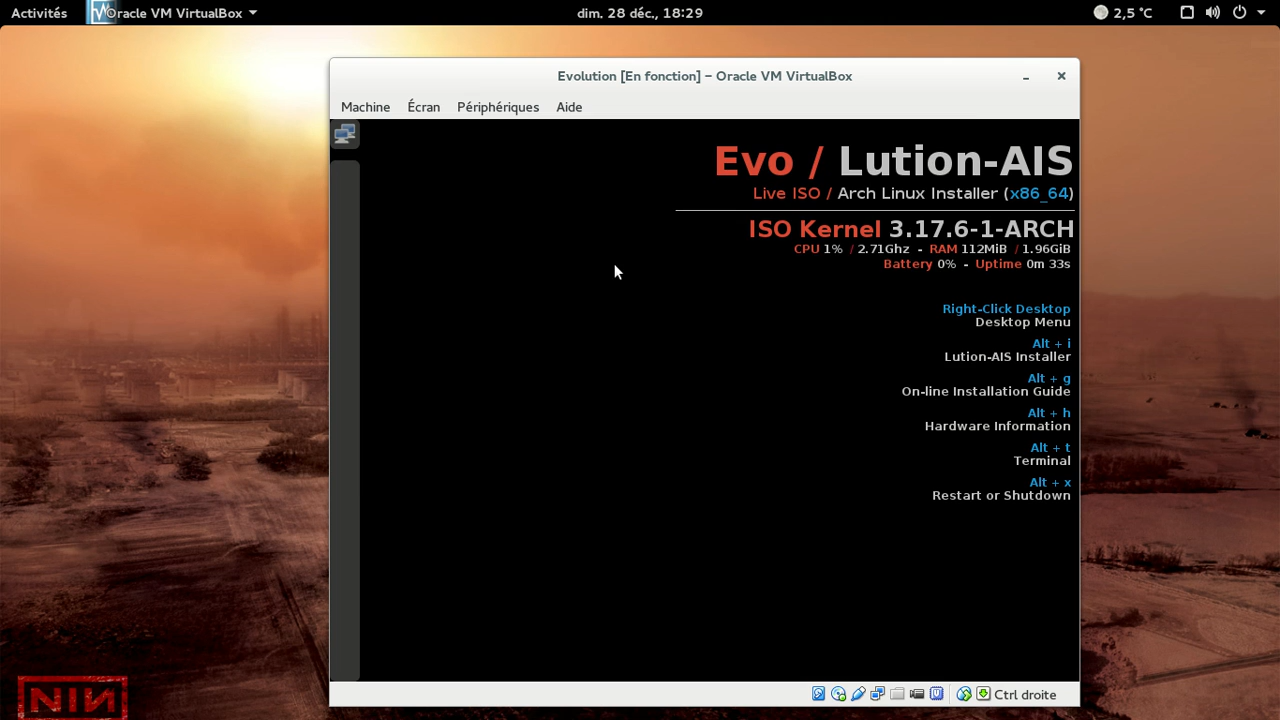 Activités
Oracle VM VirtualBox
dim. 28 déc., 18:29
2,5 °C
Evolution [En fonction] – Oracle VM VirtualBox
Machine Écran Périphériques Aide
Evo / Lution-AIS
Live ISO / Arch Linux Installer (x86_64)
ISO Kernel 3.17.6-1-ARCH
CPU 1% / 2.71Ghz - RAM 112MiB / 1.96GiB
Battery 0% - Uptime 0m 33s
Right-Click Desktop
Desktop Menu
Alt + i
Lution-AIS Installer
Alt + g
On-line Installation Guide
Alt + h
Hardware Information
Alt + t
Terminal
Alt + x
Restart or Shutdown
NIИ
Ctrl droite